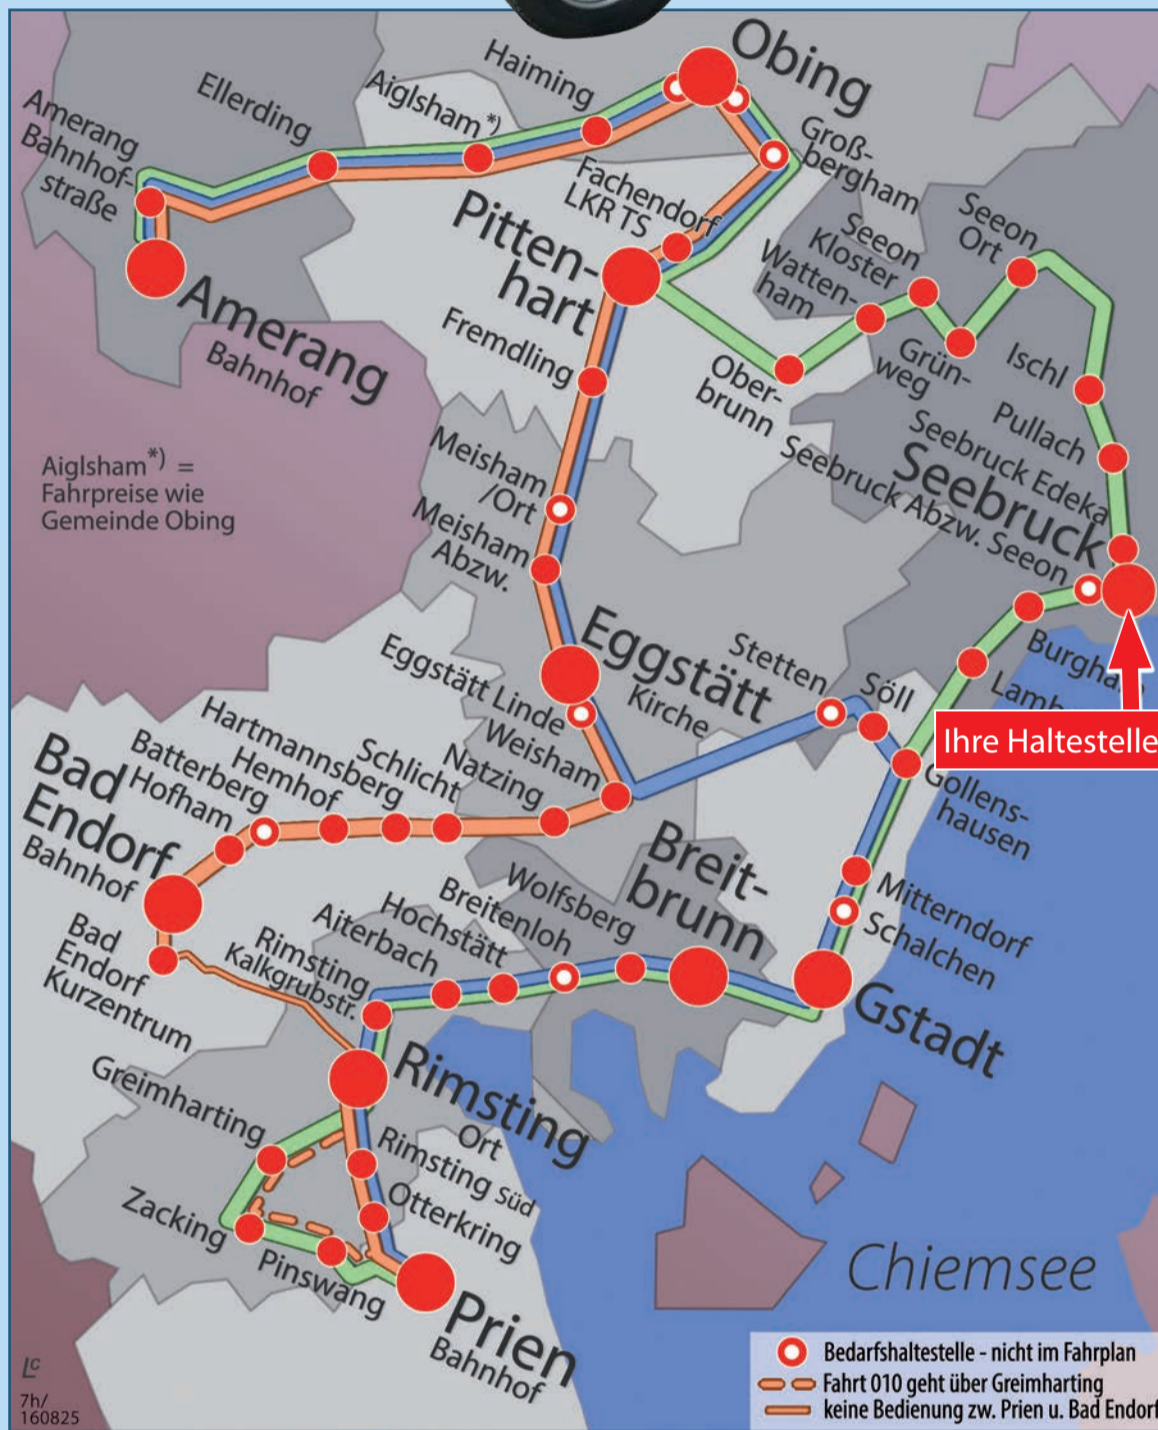 Obing
Haiming
Aiglsham *)
Ellerding
Amerang
Bahnhof-
straße
Groß-
bergham
Fachendorf
LKR TS
Pitten-
hart
Amerang
Bahnhof
Seeon
Ort
Seeon
Kloster
Watten-
ham
Fremdling
Ober-
brunn
Grün-
weg
Ischl
Pullach
Seebruck Edeka
Seebruck
Seebruck Abzw. Seeon
Aiglsham*) =
Fahrpreise wie
Gemeinde Obing
Meisham
/Ort
Meisham
Abzw.
Eggstätt
Kirche
Eggstätt Linde
Weisham
Natzing
Schlicht
Hartmannsberg
Hemhof
Batterberg
Hofham
Bad
Endorf
Bahnhof
Stetten
Söll
Lamb
Ihre Haltestelle
Gollens-
hausen
Mitterndorf
Schalchen
Gstadt
Breit-
brunn
Wolfsberg
Breitenloh
Hochstätt
Aiterbach
Rimsting
Kalkgrubstr.
Bad
Endorf
Kurzentrum
Rimsting
Ort
Greimharting
Rimsting Süd
Otterkring
Zacking
Pinswang
Prien
Bahnhof
Chiemsee
Bedarfshaltestelle - nicht im Fahrplan
Fahrt 010 geht über Greimharting
keine Bedienung zw. Prien u. Bad Endorf
Lc
7h/
160825